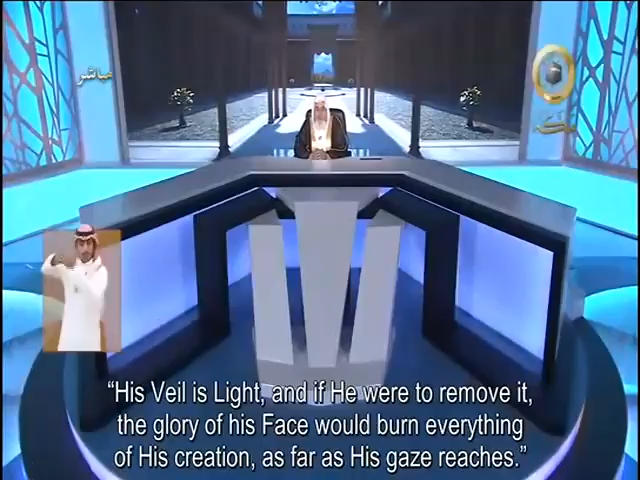 مباشر
“His Veil is Light, and if He were to remove it,
the glory of his Face would burn everything
of His creation, as far as His gaze reaches.”